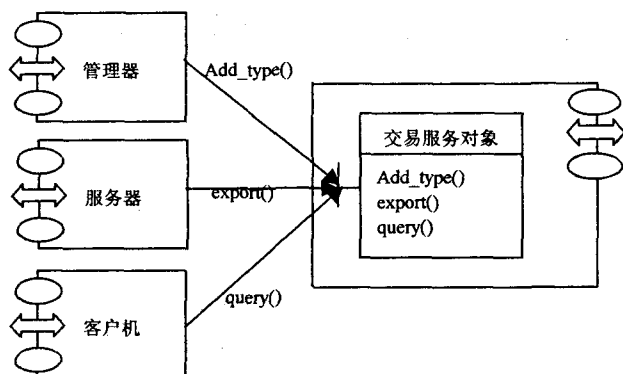 管理器
Add_type()
服务器
export()
客户机
query()
交易服务对象
Add_type()
export()
query()